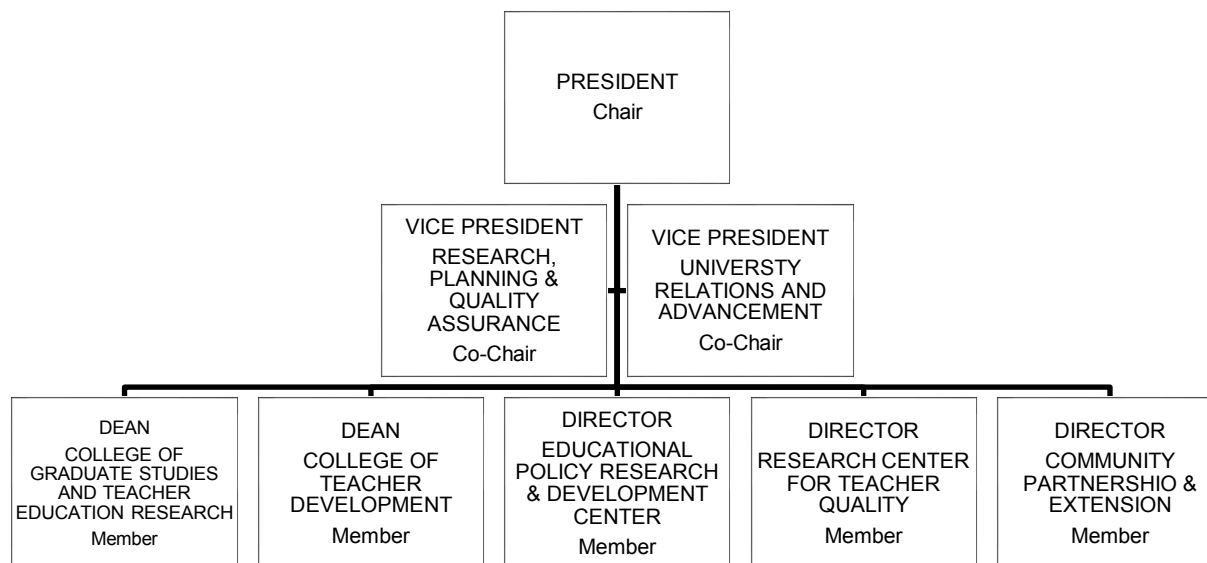 PRESIDENT
Chair
VICE PRESIDENT
RESEARCH,
PLANNING &
QUALITY
ASSURANCE
Co-Chair
VICE PRESIDENT
UNIVERSTY
RELATIONS AND
ADVANCEMENT
Co-Chair
DEAN
COLLEGE OF
GRADUATE STUDIES
AND TEACHER
EDUCATION RESEARCH
Member
DEAN
COLLEGE OF
TEACHER
DEVELOPMENT
Member
DIRECTOR
EDUCATIONAL
POLICY RESEARCH
& DEVELOPMENT
CENTER
Member
DIRECTOR
RESEARCH CENTER
FOR TEACHER
QUALITY
Member
DIRECTOR
COMMUNITY
PARTNERSHIO &
EXTENSION
Member